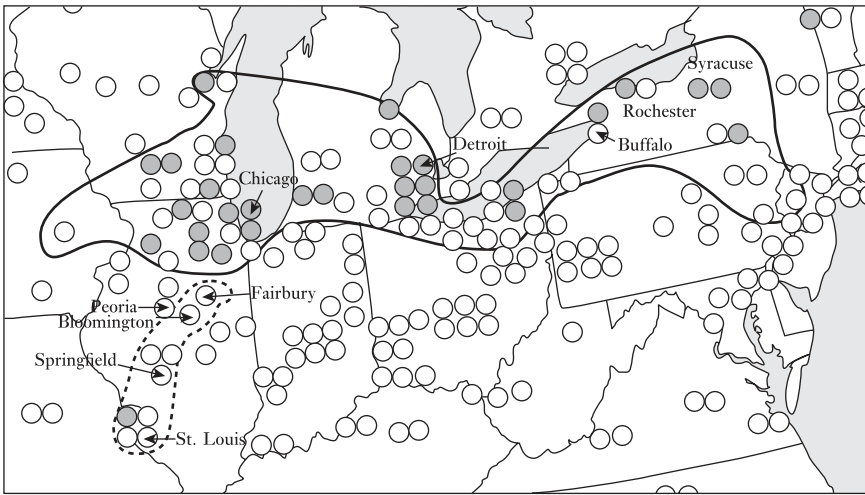 Syracuse
Rochester
Detroit
Buffalo
Chicago
Fairbury
Peoria
Bloomington
Springfield
St. Louis